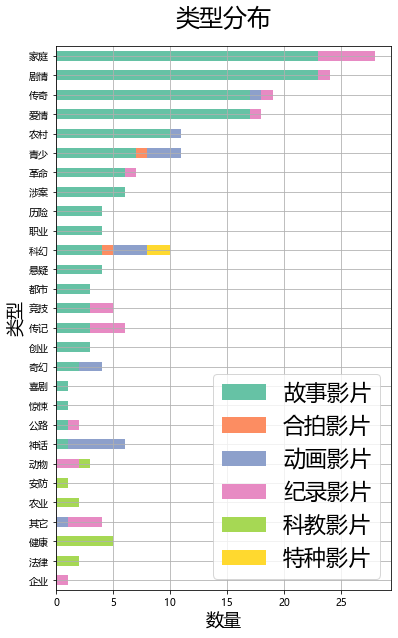 类型分布
类型
家庭
剧情
传奇
爱情
农村
青少
革命
涉案
历险
职业
科幻
悬疑
都市
竞技
传记
创业
奇幻
喜剧
惊悚
公路
神话
动物
安防
农业
其它
健康
法律
企业
故事影片
合拍影片
动画影片
纪录影片
科教影片
特种影片
0 5 10 15 20 25
数量